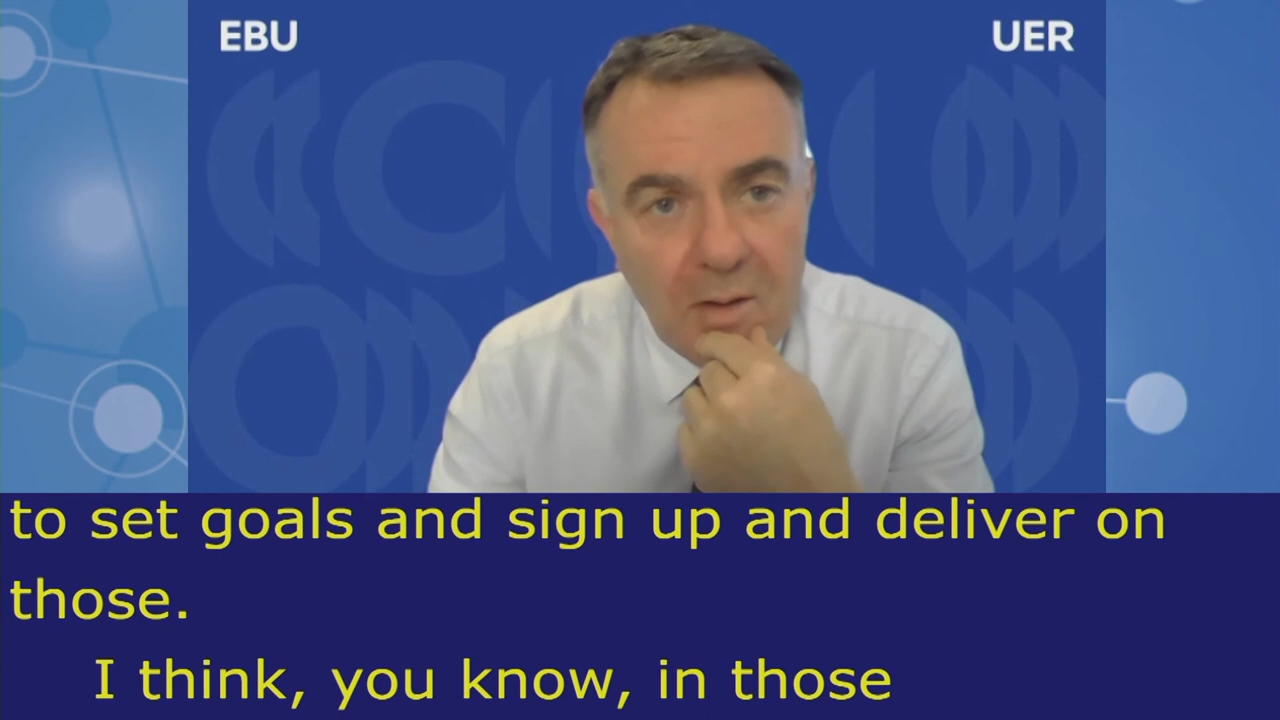 EBU UER
to set goals and sign up and deliver on
those.
I think, you know, in those